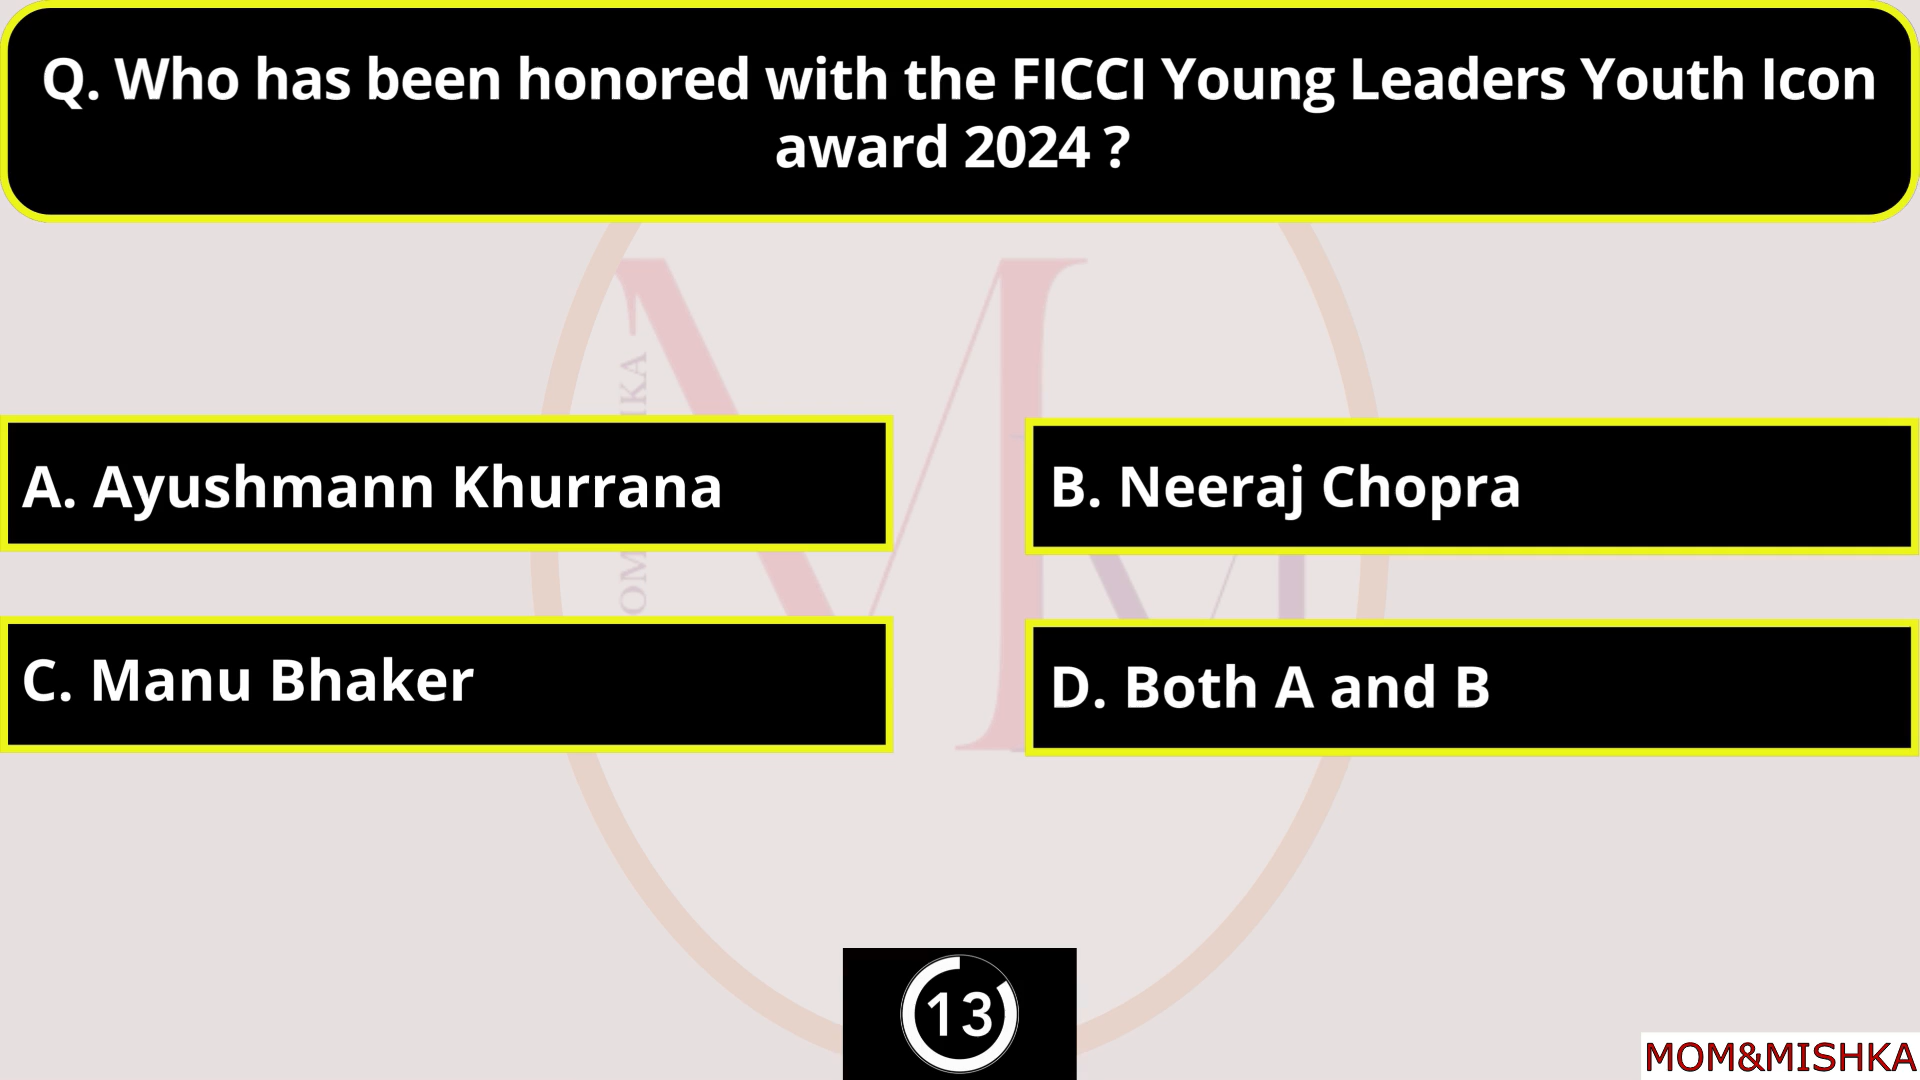 Q. Who has been honored with the FICCI Young Leaders Youth Icon
award 2024 ?
A. Ayushmann Khurrana
B. Neeraj Chopra
C. Manu Bhaker
D. Both A and B
13
MOM&MISHKA